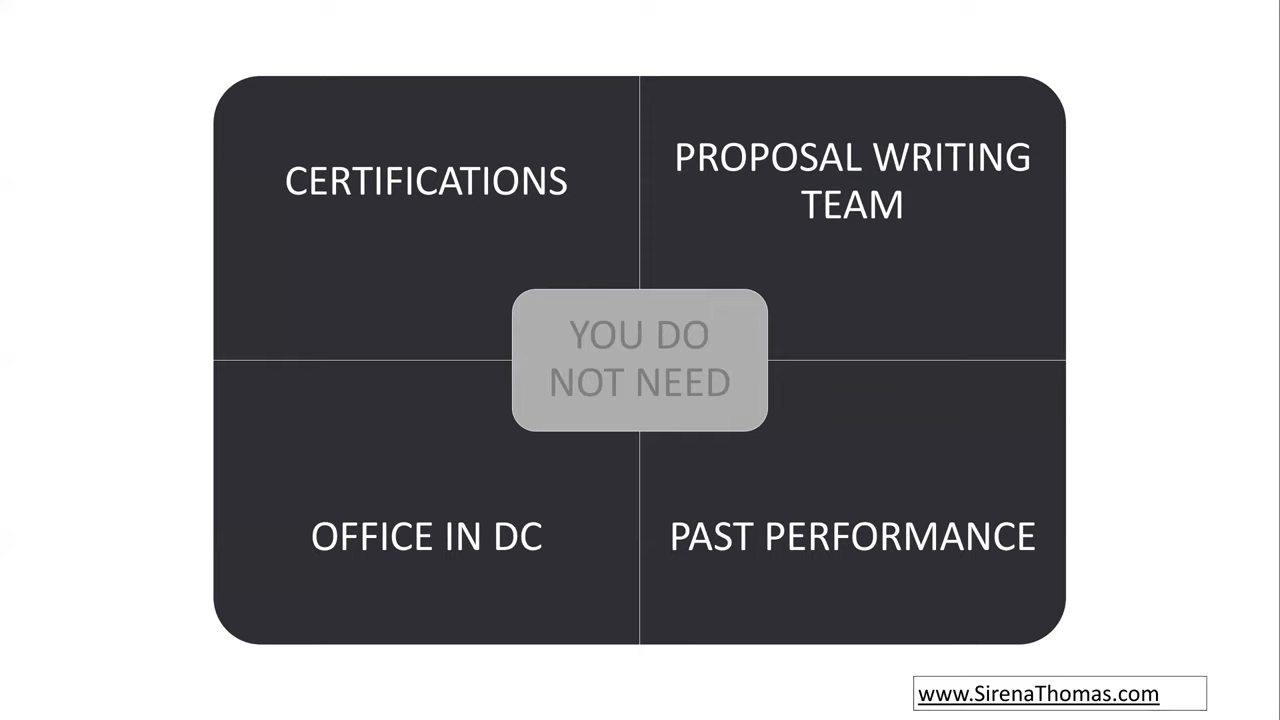 CERTIFICATIONS
PROPOSAL WRITING
TEAM
YOU DO
NOT NEED
OFFICE IN DC
PAST PERFORMANCE
www.SirenaThomas.com